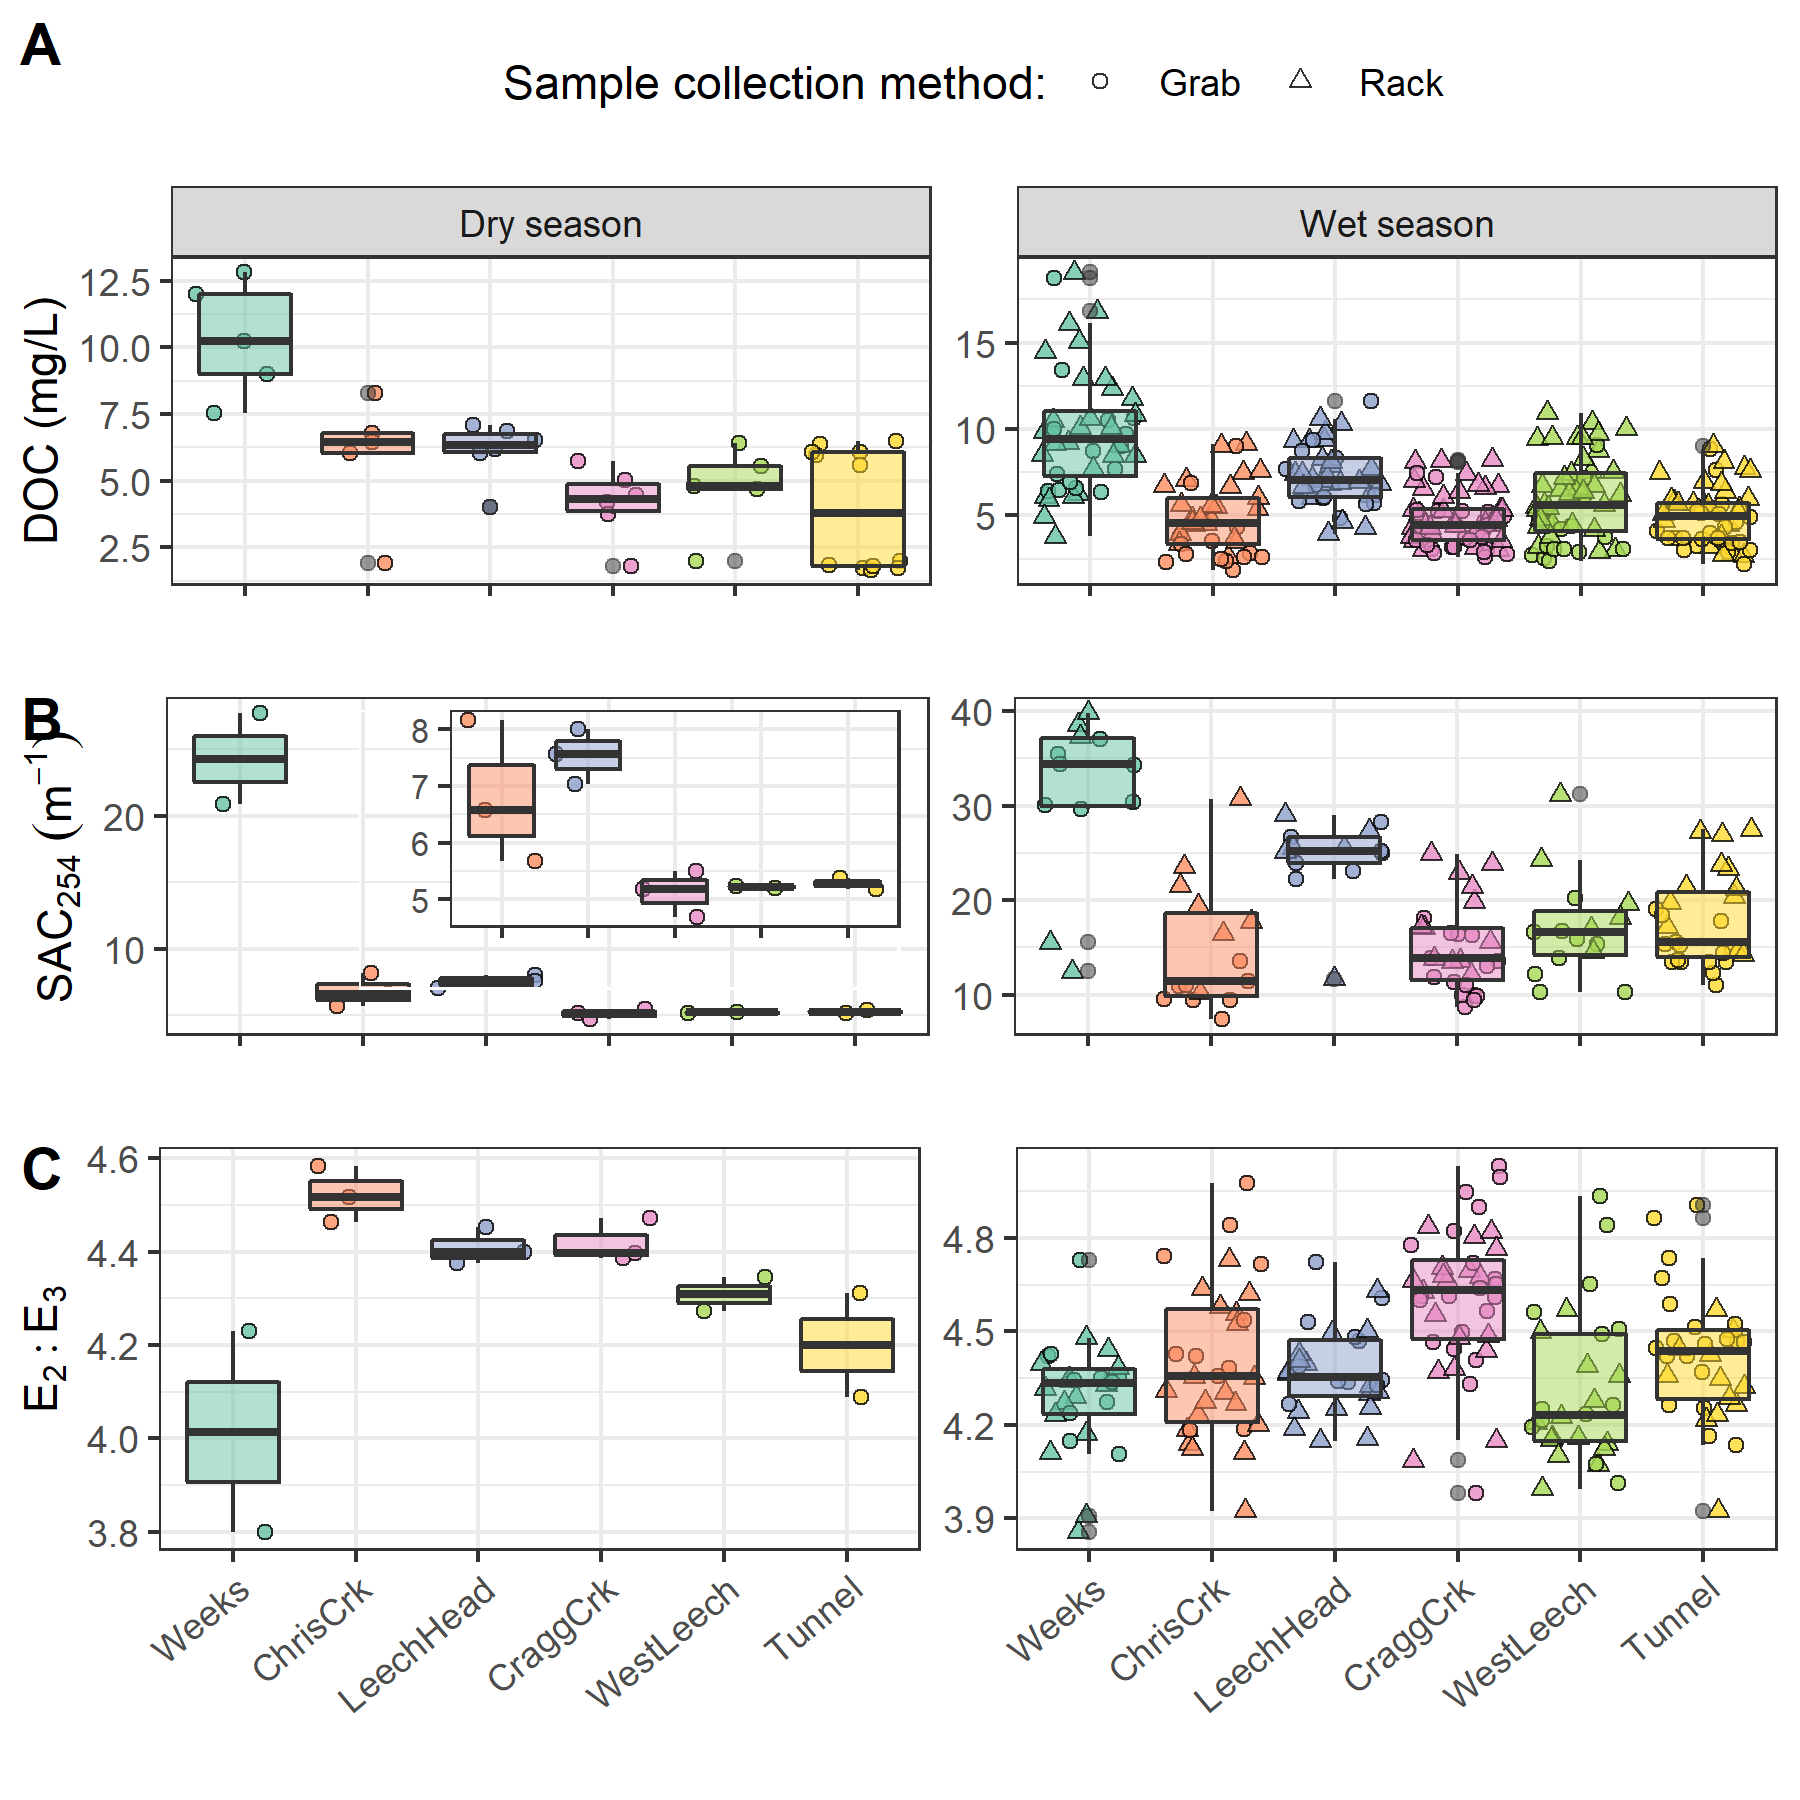 A
Sample collection method: Grab Rack
Dry season
Wet season
DOC (mg/L)
12.5
10.0
7.5
5.0
2.5
15
10
5
B
SAC₂₅₄ (m⁻¹)
20
10
8
7
6
5
40
30
20
10
C
E₂ : E₃
4.6
4.4
4.2
4.0
3.8
4.8
4.5
4.2
3.9
Weeks
ChrisCrk
LeechHead
CraggCrk
WestLeech
Tunnel
Weeks
ChrisCrk
LeechHead
CraggCrk
WestLeech
Tunnel